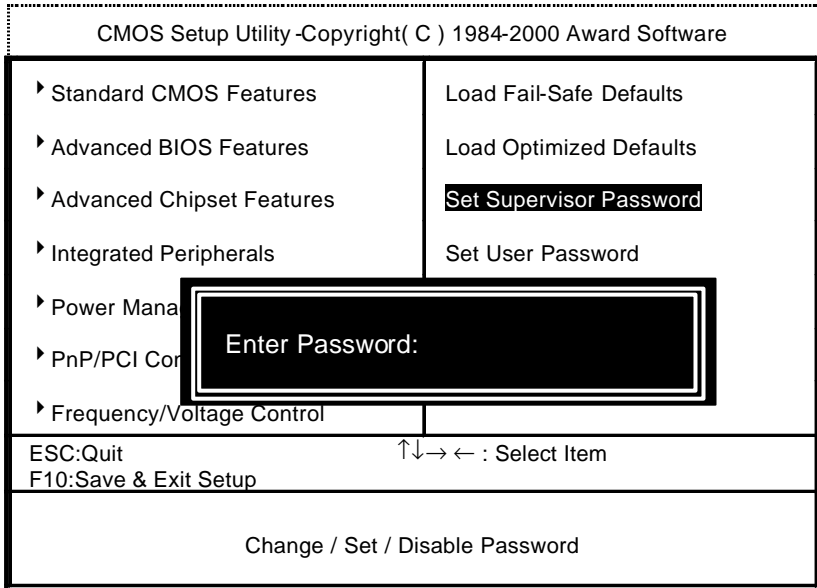 CMOS Setup Utility -Copyright( C ) 1984-2000 Award Software
Standard CMOS Features
Advanced BIOS Features
Advanced Chipset Features
Integrated Peripherals
Power Mana
PnP/PCI Con
Frequency/Voltage Control
Load Fail-Safe Defaults
Load Optimized Defaults
Set Supervisor Password
Set User Password
Enter Password:
ESC:Quit ↑↓→ ← : Select Item
F10:Save & Exit Setup
Change / Set / Disable Password